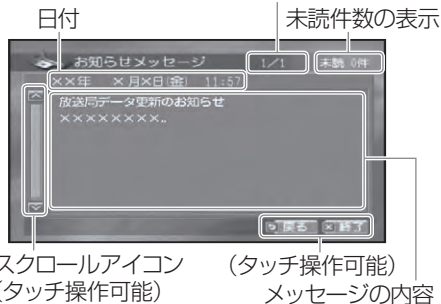 日付
未読件数の表示
お知らせメッセージ 1/1 未読 0件
××年 ×月×日(金) 11:57
放送局データ更新のお知らせ
××××××××.
戻る 終了
スクロールアイコン
(タッチ操作可能)
(タッチ操作可能)
メッセージの内容